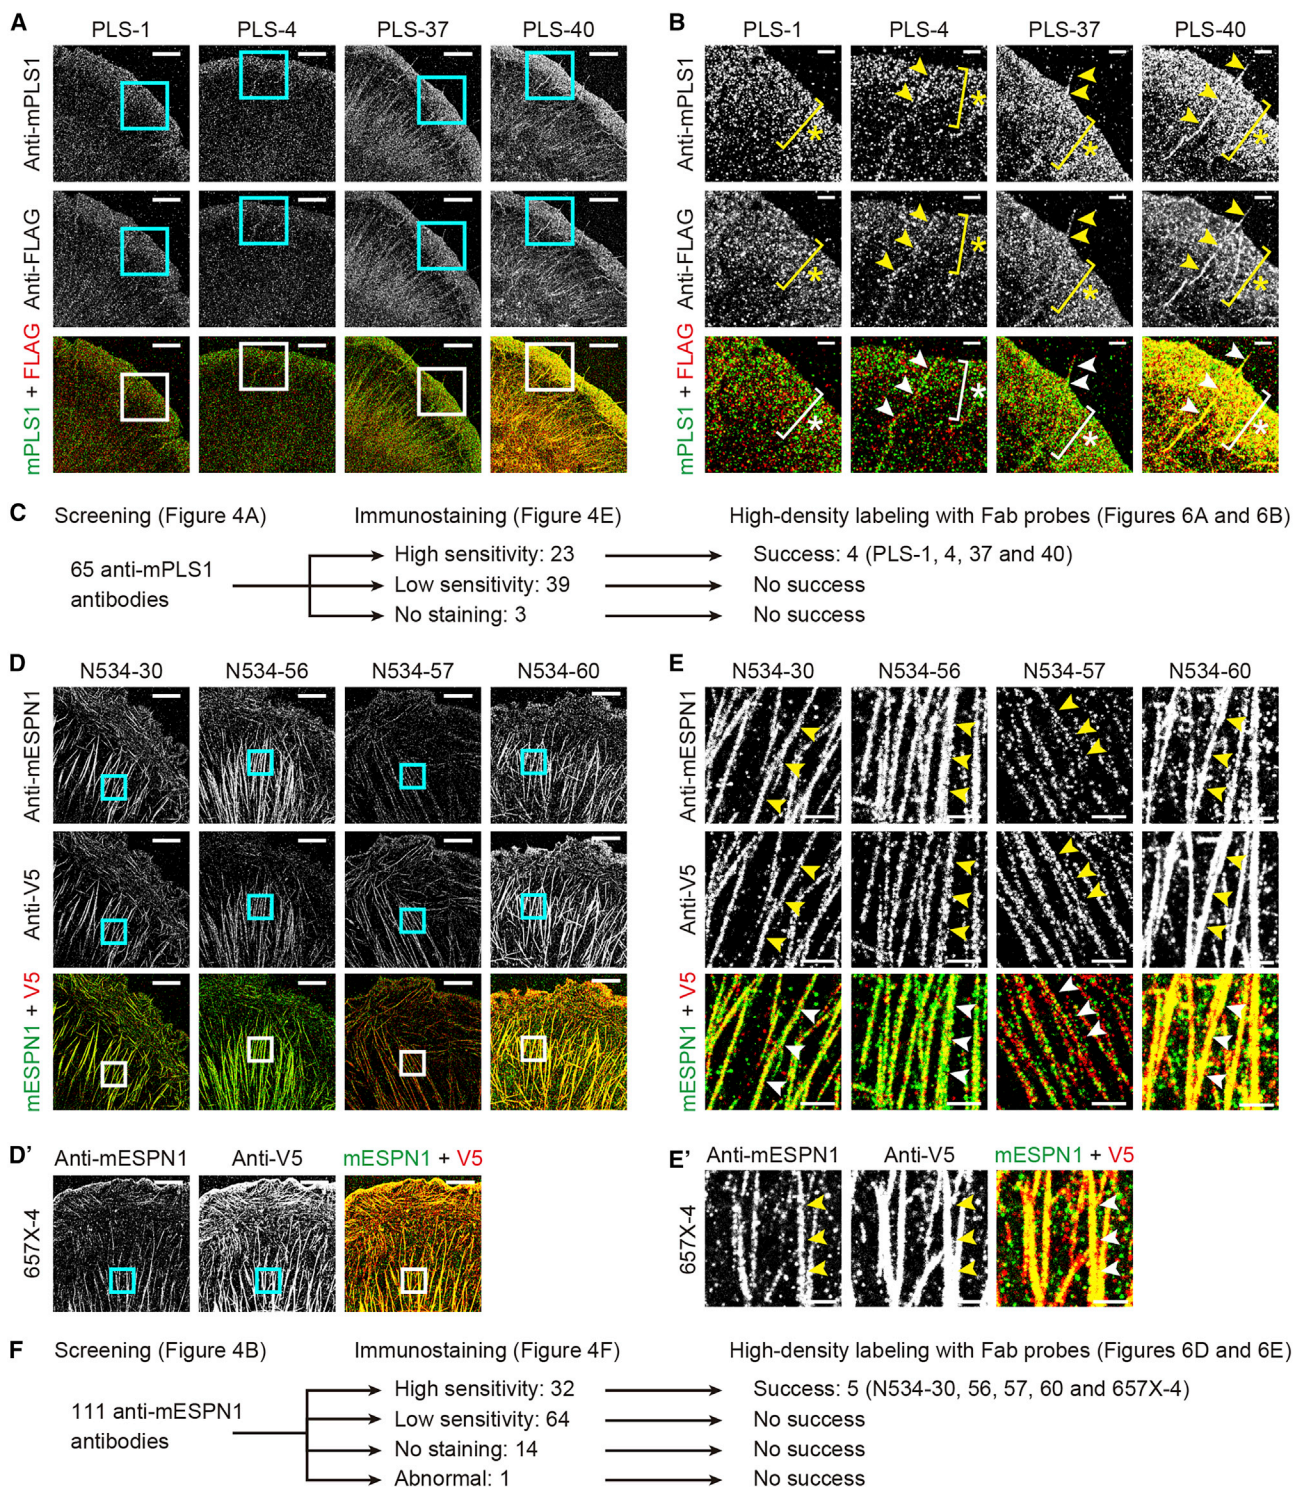 A
PLS-1 PLS-4 PLS-37 PLS-40
Anti-mPLS1
Anti-FLAG
mPLS1 + FLAG
B
PLS-1 PLS-4 PLS-37 PLS-40
Anti-mPLS1
* * * *
Anti-FLAG
* * * *
mPLS1 + FLAG
* * * *
C
Screening (Figure 4A) Immunostaining (Figure 4E) High-density labeling with Fab probes (Figures 6A and 6B)
65 anti-mPLS1
antibodies
High sensitivity: 23 Success: 4 (PLS-1, 4, 37 and 40)
Low sensitivity: 39 No success
No staining: 3 No success
D
N534-30 N534-56 N534-57 N534-60
Anti-mESPN1
Anti-V5
mESPN1 + V5
E
N534-30 N534-56 N534-57 N534-60
Anti-mESPN1
Anti-V5
mESPN1 + V5
D'
Anti-mESPN1 Anti-V5 mESPN1 + V5
657X-4
E'
Anti-mESPN1 Anti-V5 mESPN1 + V5
657X-4
F
Screening (Figure 4B) Immunostaining (Figure 4F) High-density labeling with Fab probes (Figures 6D and 6E)
111 anti-mESPN1
antibodies
High sensitivity: 32 Success: 5 (N534-30, 56, 57, 60 and 657X-4)
Low sensitivity: 64 No success
No staining: 14 No success
Abnormal: 1 No success